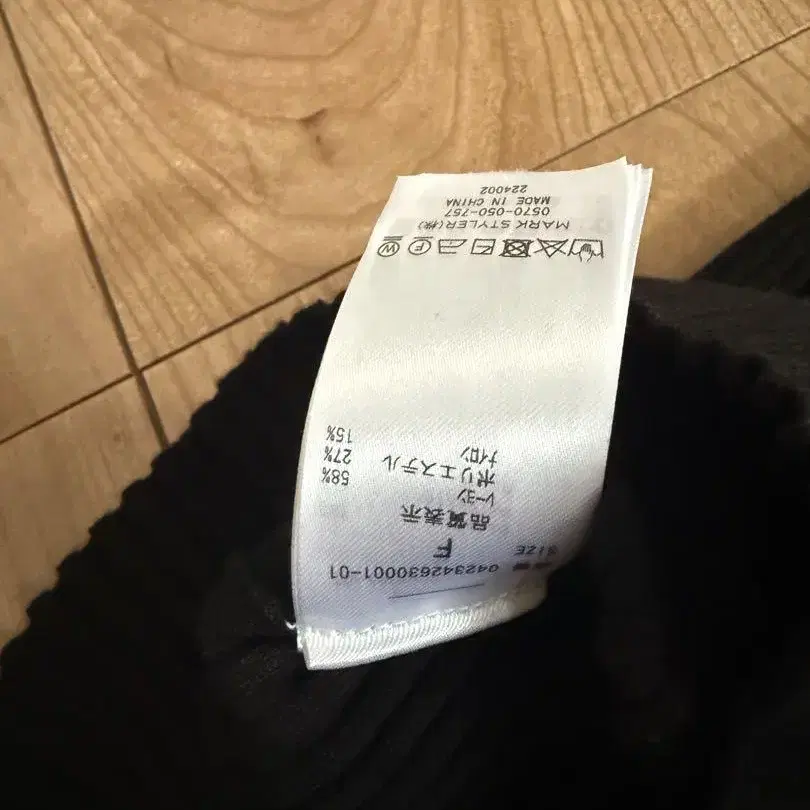 042342630001-01
SIZE F
品質表示
レーヨン 58%
ポリエステル 27%
ナイロン 15%
MARK STYLER(株)
0570-050-757
MADE IN CHINA
224002